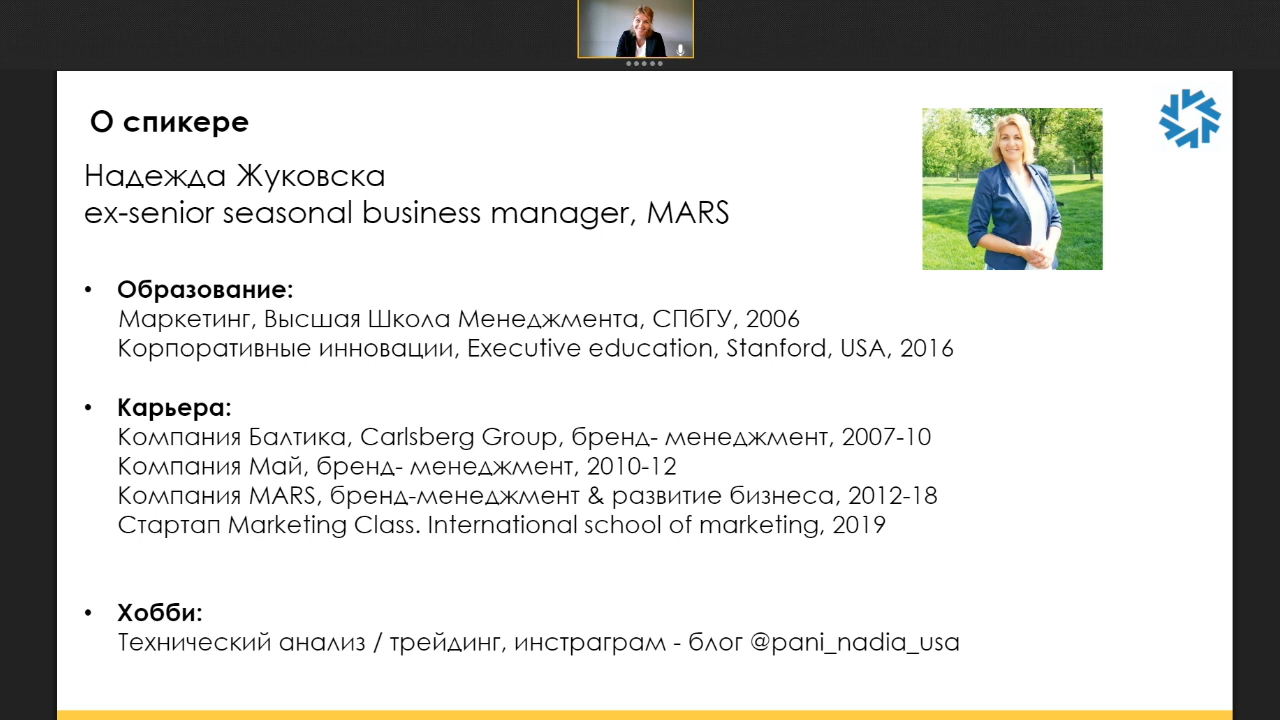 О спикере
Надежда Жуковска
ex-senior seasonal business manager, MARS
• Образование:
Маркетинг, Высшая Школа Менеджмента, СПбГУ, 2006
Корпоративные инновации, Executive education, Stanford, USA, 2016
• Карьера:
Компания Балтика, Carlsberg Group, бренд- менеджмент, 2007-10
Компания Май, бренд- менеджмент, 2010-12
Компания MARS, бренд-менеджмент & развитие бизнеса, 2012-18
Стартап Marketing Class. International school of marketing, 2019
• Хобби:
Технический анализ / трейдинг, инстраграм - блог @pani_nadia_usa